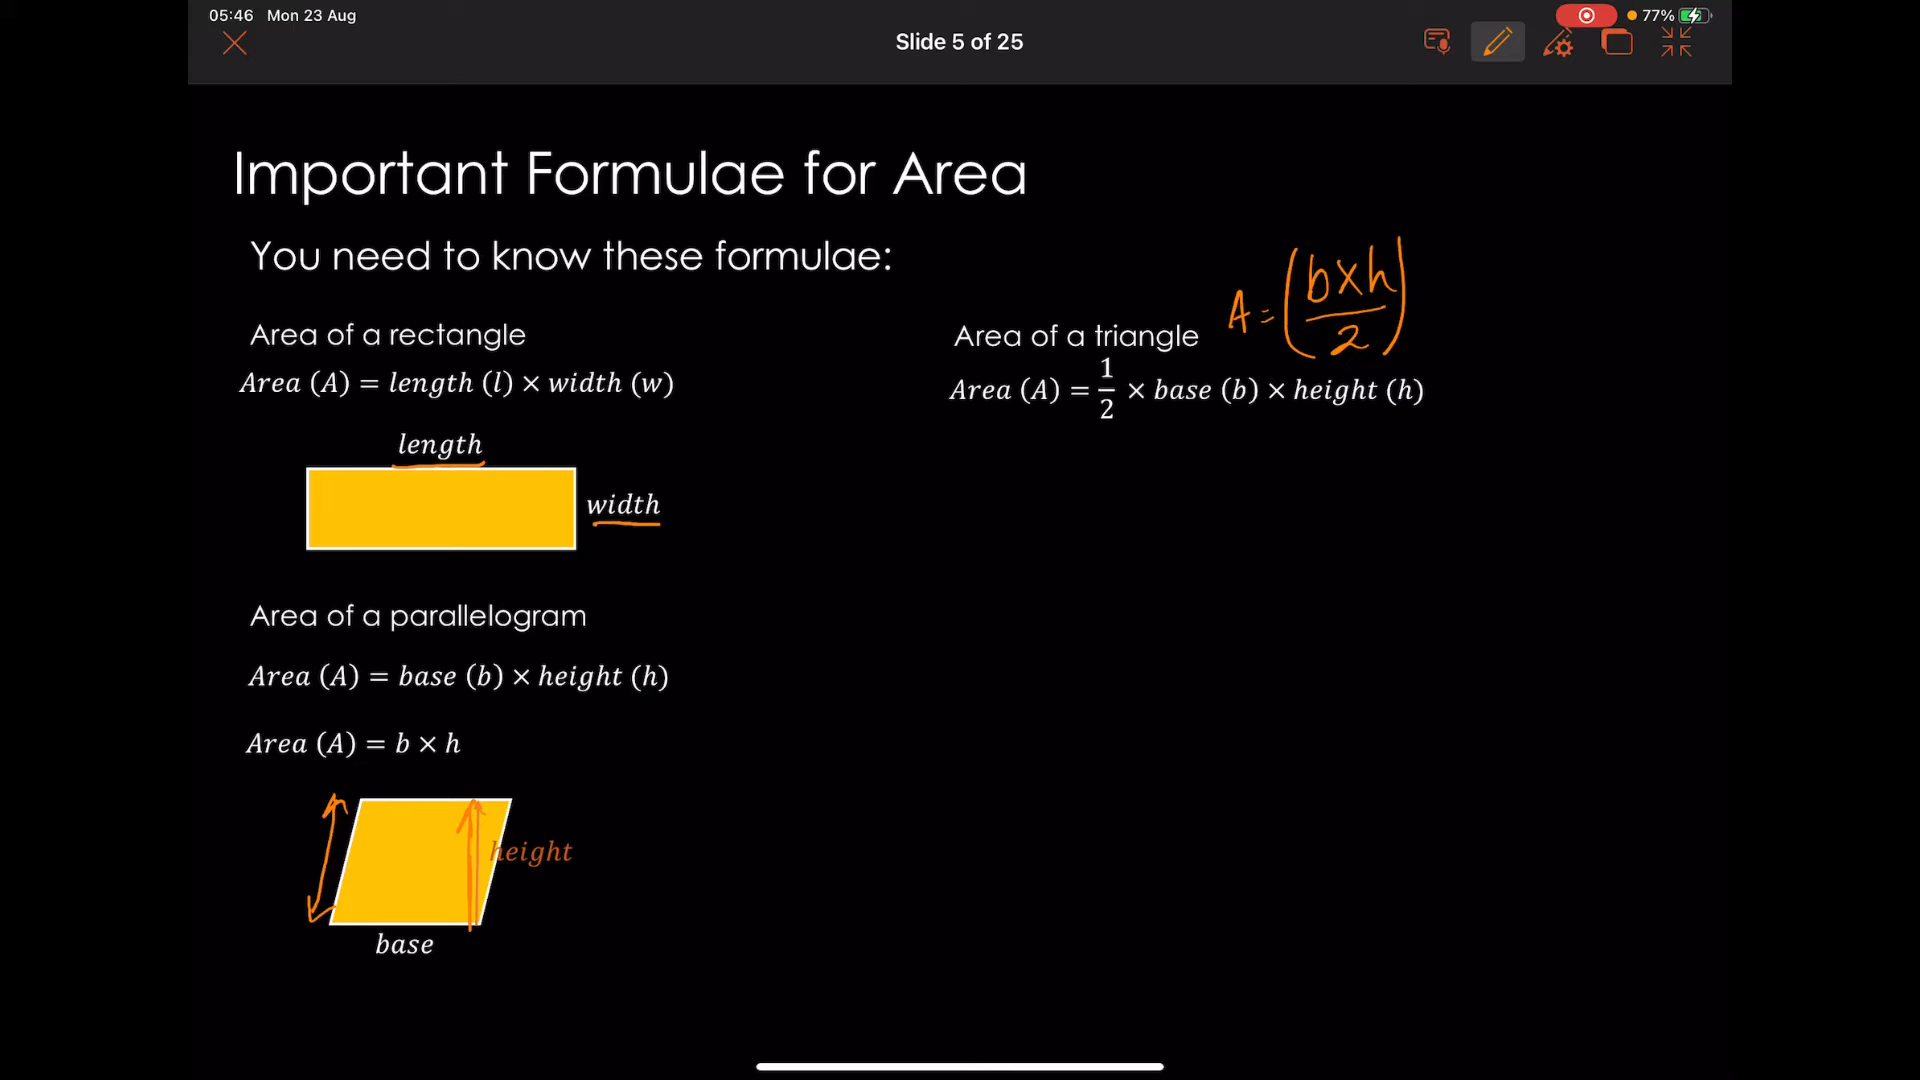 05:46 Mon 23 Aug
77%
Slide 5 of 25
Important Formulae for Area
You need to know these formulae:
Area of a rectangle
Area (A) = length (l) × width (w)
length
width
Area of a parallelogram
Area (A) = base (b) × height (h)
Area (A) = b × h
height
base
A = (b×h/2)
Area of a triangle
Area (A) = 1/2 × base (b) × height (h)